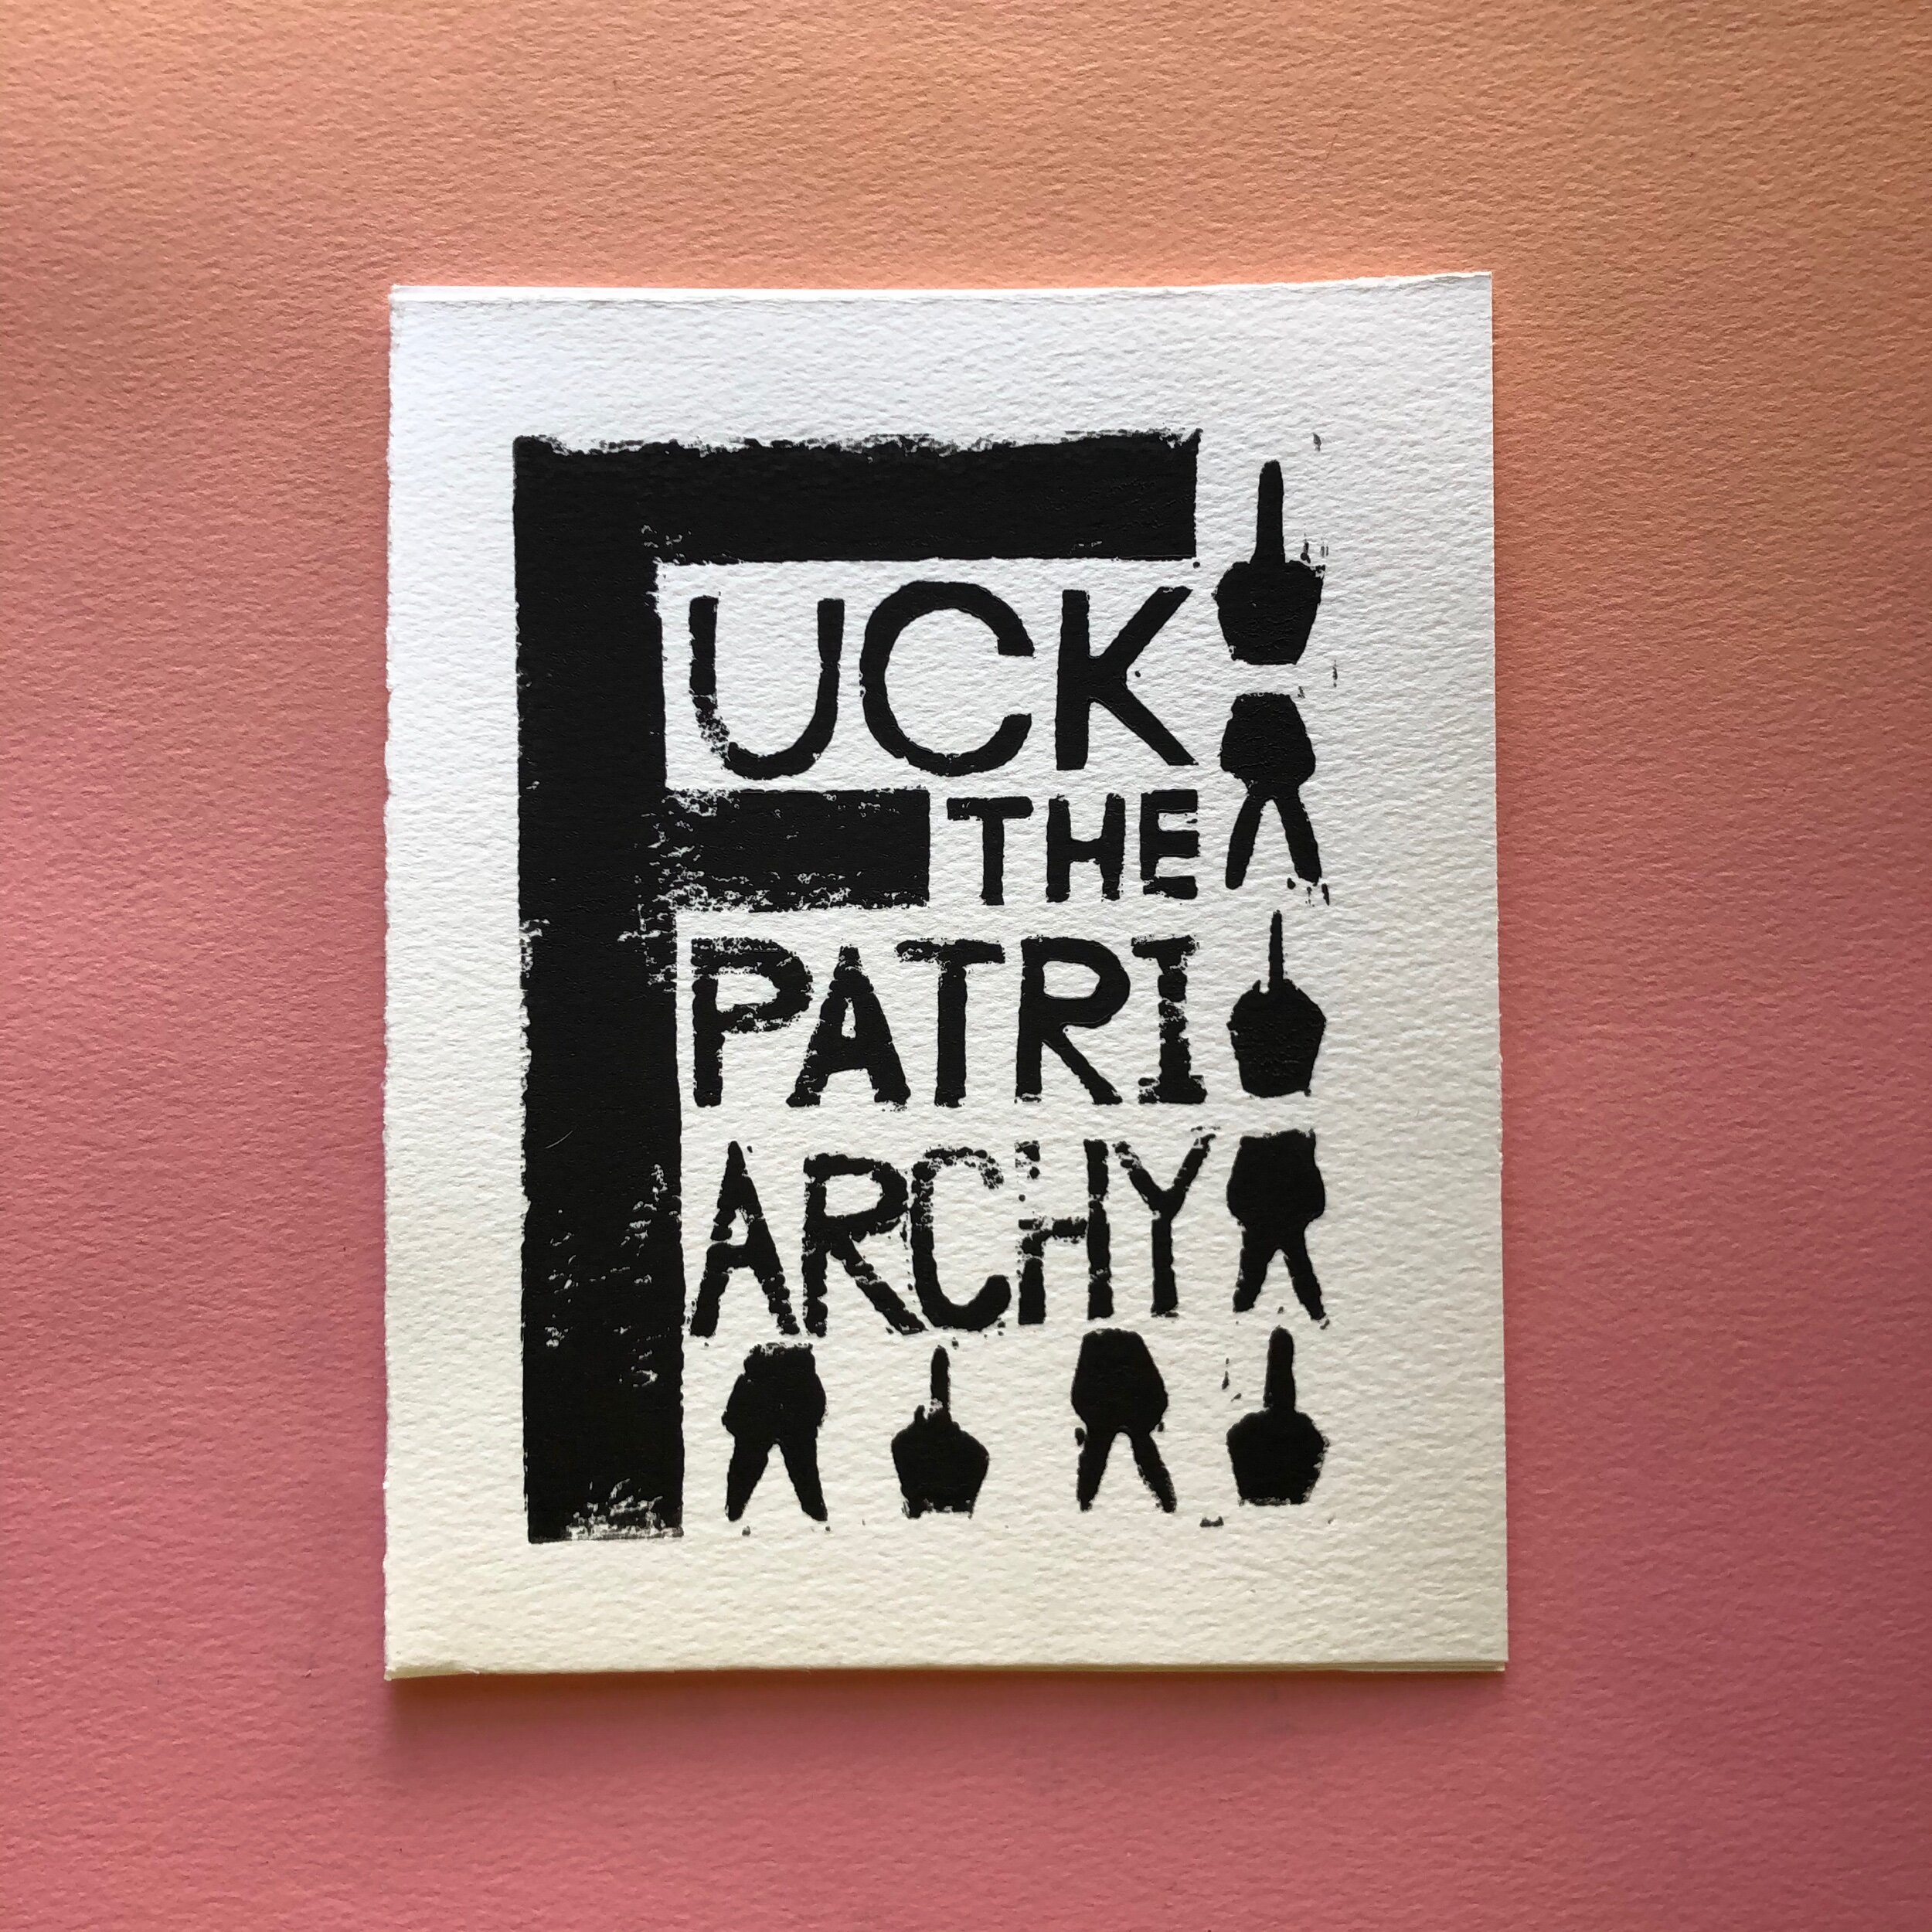 FUCK
THE
PATRI
ARCHY